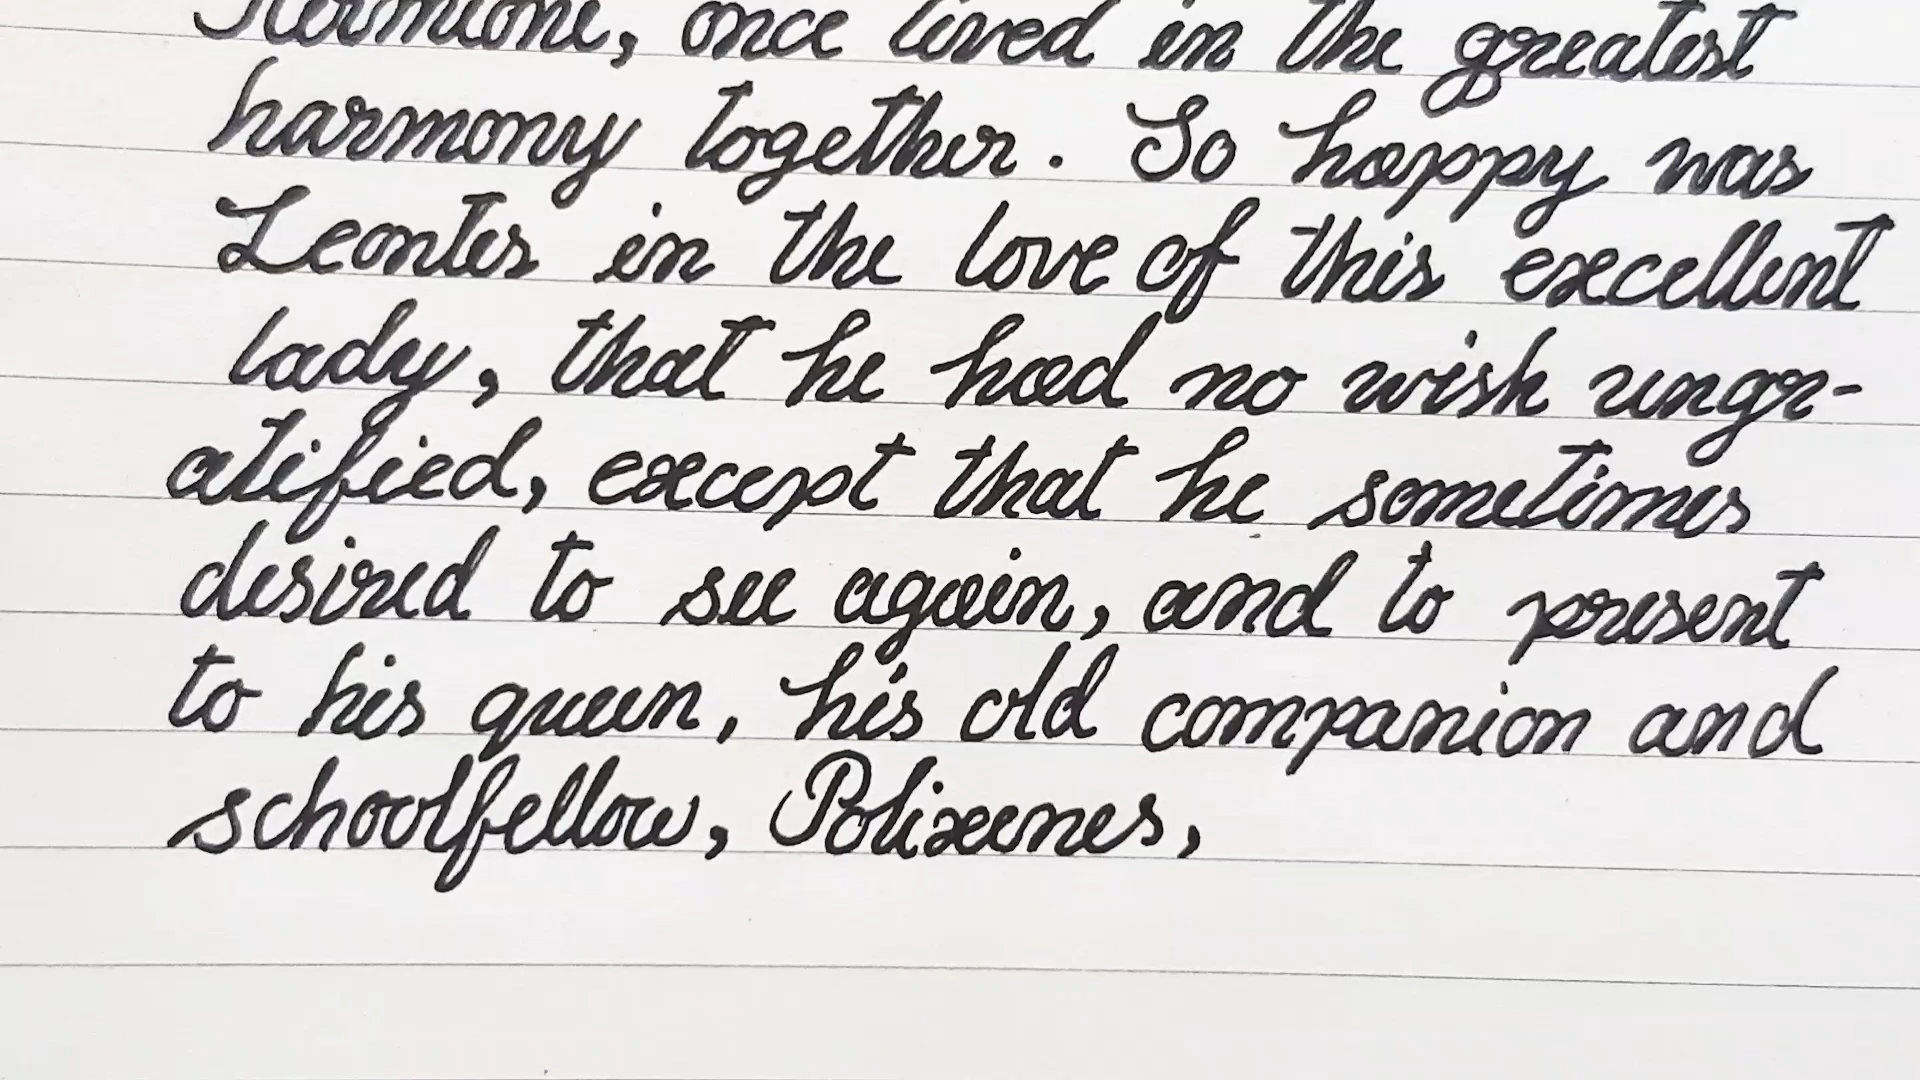 Hermione, once lived in the greatest
harmony together. So happy was
Leontes in the love of this excellent
lady, that he had no wish ungr-
atified, except that he sometimes
desired to see again, and to present
to his queen, his old companion and
schoolfellow, Polixenes,